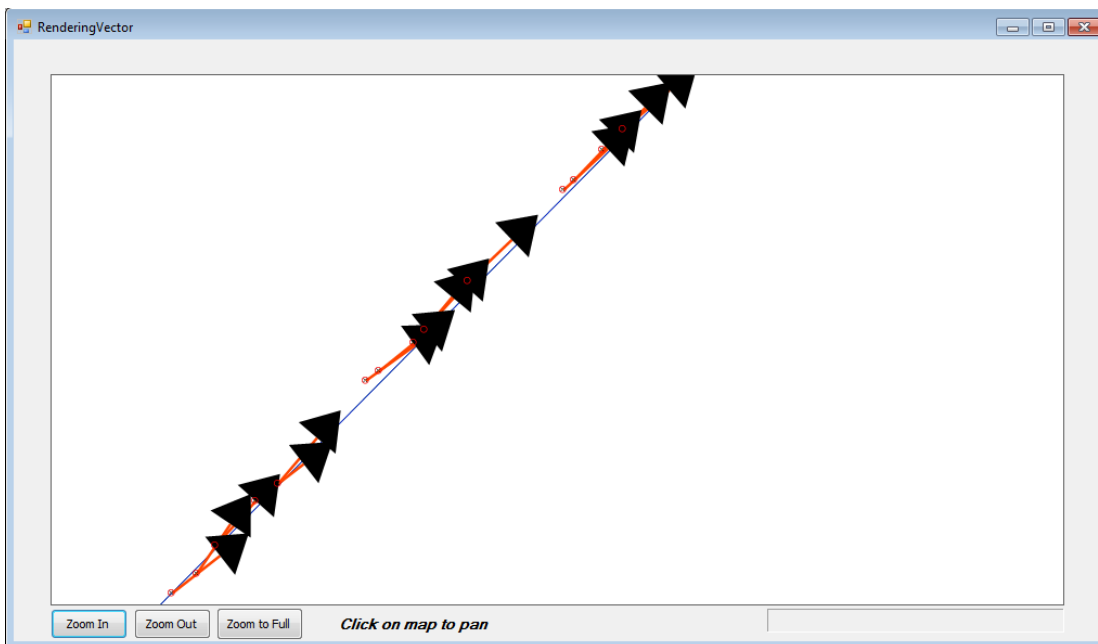 RenderingVector
Zoom In
Zoom Out
Zoom to Full
Click on map to pan